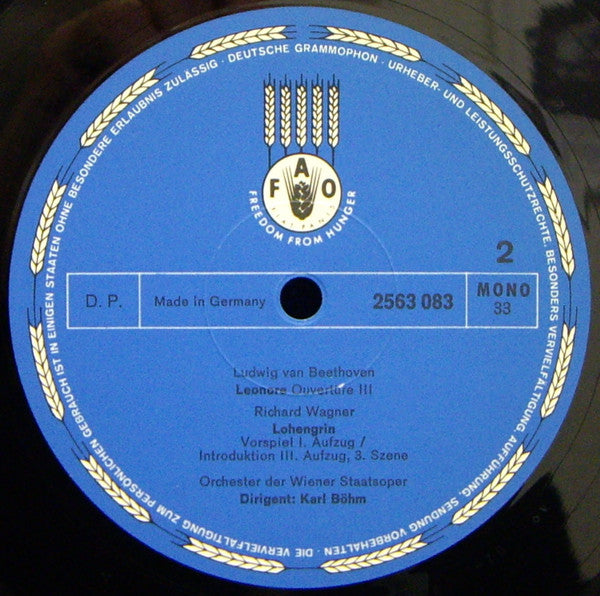 DEUTSCHE GRAMMOPHON · URHEBER- UND LEISTUNGSSCHUTZRECHTE, BESONDERS VERVIELFÄLTIGUNG, AUFFÜHRUNG, SENDUNG VORBEHALTEN · DIE VERVIELFÄLTIGUNG ZUM PERSÖNLICHEN GEBRAUCH IST IN EINIGEN STAATEN OHNE BESONDERE ERLAUBNIS ZULÄSSIG ·
F A O
FIAT PANIS
FREEDOM FROM HUNGER
2
D. P.
Made in Germany
2563 083
MONO
33
Ludwig van Beethoven
Leonore Ouvertüre III
Richard Wagner
Lohengrin
Vorspiel I. Aufzug /
Introduktion III. Aufzug, 3. Szene
Orchester der Wiener Staatsoper
Dirigent: Karl Böhm